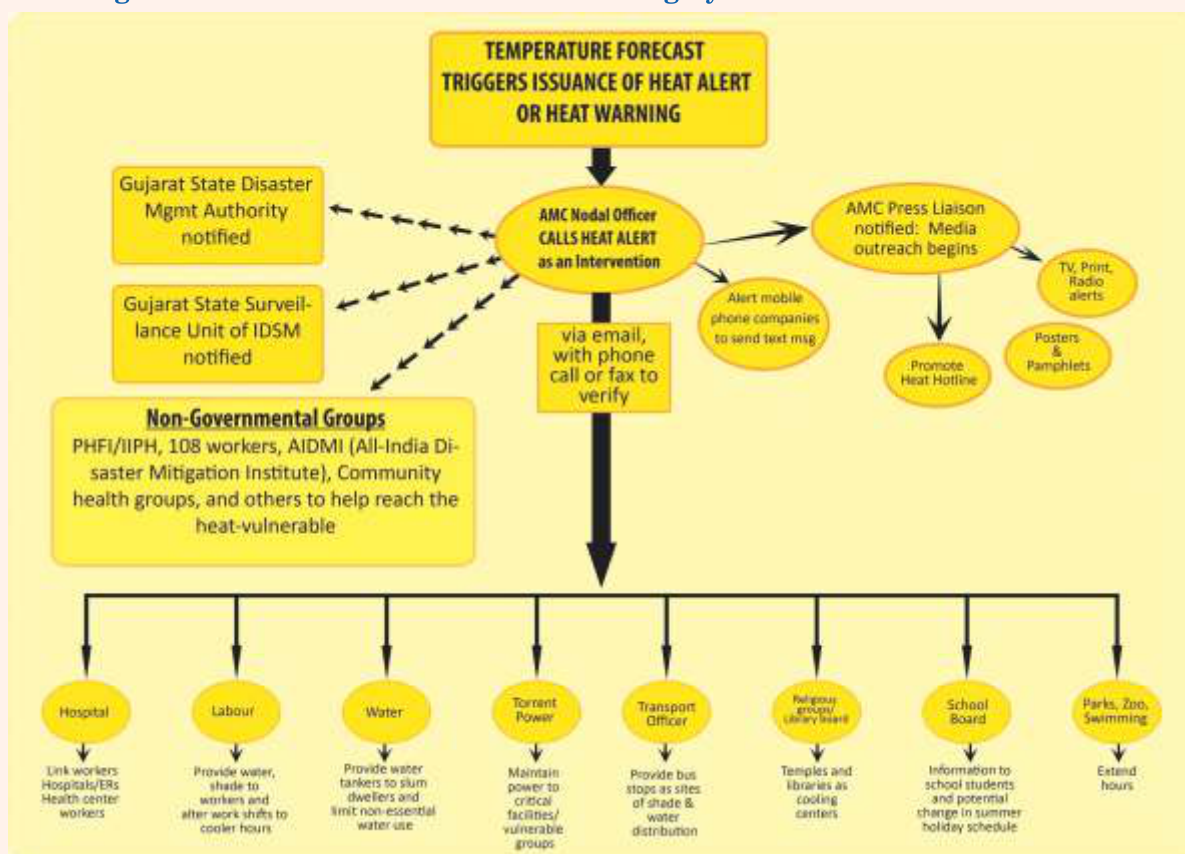 TEMPERATURE FORECAST
TRIGGERS ISSUANCE OF HEAT ALERT
OR HEAT WARNING
Gujarat State Disaster
Mgmt Authority
notified
AMC Nodal Officer
CALLS HEAT ALERT
as an Intervention
AMC Press Liaison
notified: Media
outreach begins
TV, Print,
Radio
alerts
Gujarat State Surveil-
lance Unit of IDSM
notified
Alert mobile
phone companies
to send text msg
via email,
with phone
call or fax to
verify
Posters
&
Pamphlets
Promote
Heat Hotline
Non-Governmental Groups
PHFI/IIPH, 108 workers, AIDMI (All-India Di-
saster Mitigation Institute), Community
health groups, and others to help reach the
heat-vulnerable
Hospital
Labour
Water
Torrent
Power
Transport
Officer
Religious
groups/
Library board
School
Board
Parks, Zoo,
Swimming
Link workers
Hospitals/ERs
Health center
workers
Provide water,
shade to
workers and
alter work shifts to
cooler hours
Provide water
tankers to slum
dwellers and
limit non-essential
water use
Maintain
power to
critical
facilities/
vulnerable
groups
Provide bus
stops as sites
of shade &
water
distribution
Temples and
libraries as
cooling
centers
Information to
school students
and potential
change in summer
holiday schedule
Extend
hours